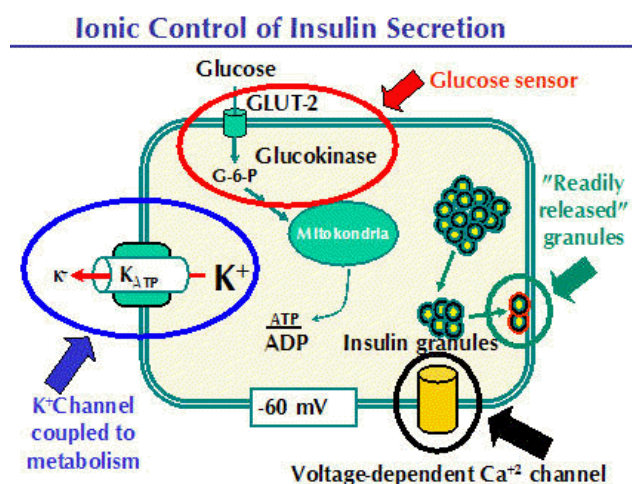 Ionic Control of Insulin Secretion
Glucose
Glucose sensor
GLUT-2
Glucokinase
G-6-P
"Readily
released"
granules
Mitokondria
K⁺
K_ATP
K⁺
ATP
ADP
Insulin granules
-60 mV
K⁺Channel
coupled to
metabolism
Voltage-dependent Ca⁺² channel